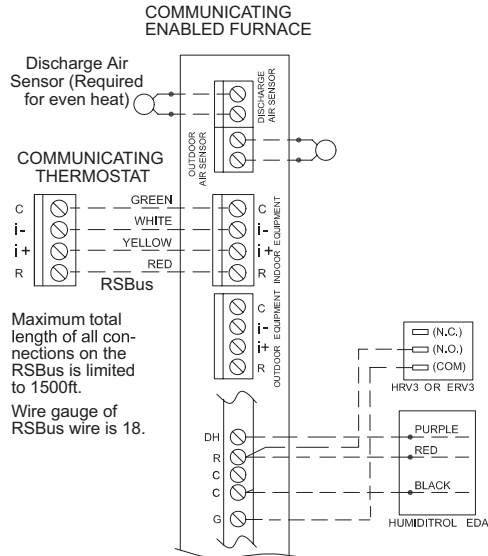 COMMUNICATING
ENABLED FURNACE
Discharge Air
Sensor (Required
for even heat)
DISCHARGE
AIR SENSOR
OUTDOOR
AIR SENSOR
COMMUNICATING
THERMOSTAT
C
i-
i+
R
GREEN
WHITE
YELLOW
RED
RSBus
C
i-
i+
R
INDOOR EQUIPMENT
C
i-
i+
R
OUTDOOR EQUIPMENT
Maximum total
length of all con-
nections on the
RSBus is limited
to 1500ft.
Wire gauge of
RSBus wire is 18.
(N.C.)
(N.O.)
(COM)
HRV3 OR ERV3
DH
R
C
C
G
PURPLE
RED
BLACK
HUMIDITROL EDA